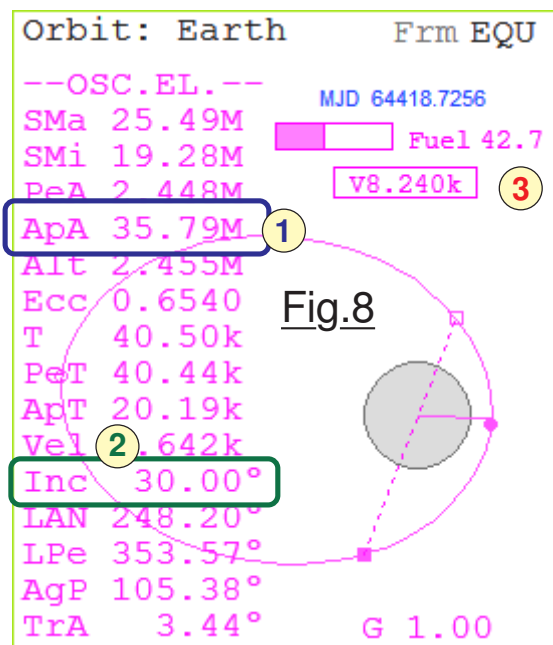 Orbit: Earth Frm EQU
--OSC.EL.--
MJD 64418.7256
SMa 25.49M
Fuel 42.7
SMi 19.28M
PeA 2.448M
V8.240k
3
ApA 35.79M
1
Alt 2.455M
Ecc 0.6540
Fig.8
T 40.50k
PeT 40.44k
ApT 20.19k
Vel .642k
2
Inc 30.00°
LAN 248.20°
LPe 353.57°
AgP 105.38°
TrA 3.44°
G 1.00